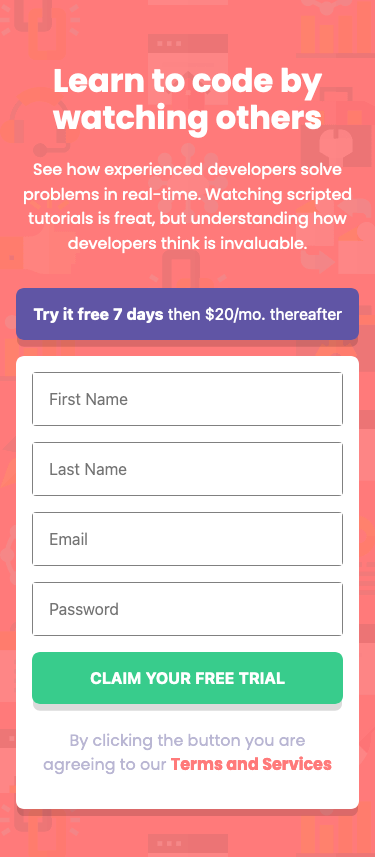 Learn to code by
watching others
See how experienced developers solve
problems in real-time. Watching scripted
tutorials is freat, but understanding how
developers think is invaluable.
Try it free 7 days then $20/mo. thereafter
First Name
Last Name
Email
Password
CLAIM YOUR FREE TRIAL
By clicking the button you are
agreeing to our Terms and Services